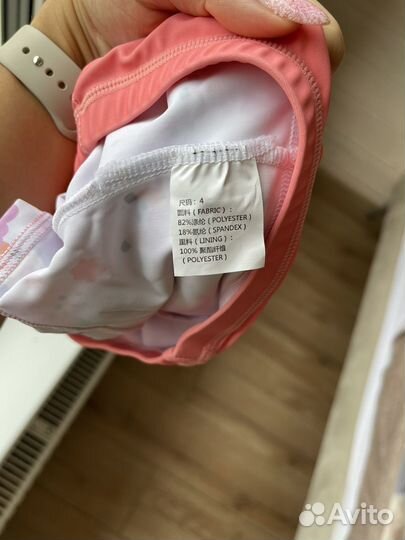 尺码：4
面料（FABRIC）：
82%涤纶（POLYESTER）
18%氨纶（SPANDEX）
里料（LINING）：
100% 聚酯纤维
（POLYESTER）
Avito